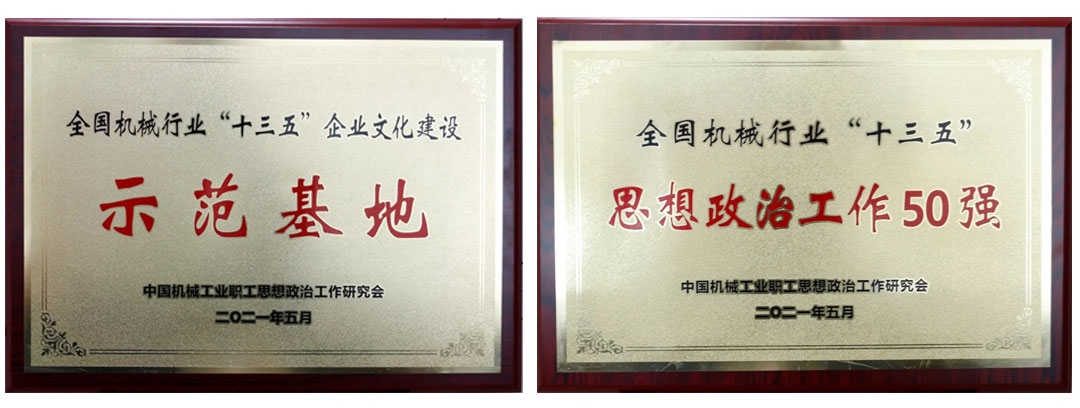 全国机械行业“十三五”企业文化建设
示范基地
中国机械工业职工思想政治工作研究会
二〇二一年五月
全国机械行业“十三五”
思想政治工作50强
中国机械工业职工思想政治工作研究会
二〇二一年五月